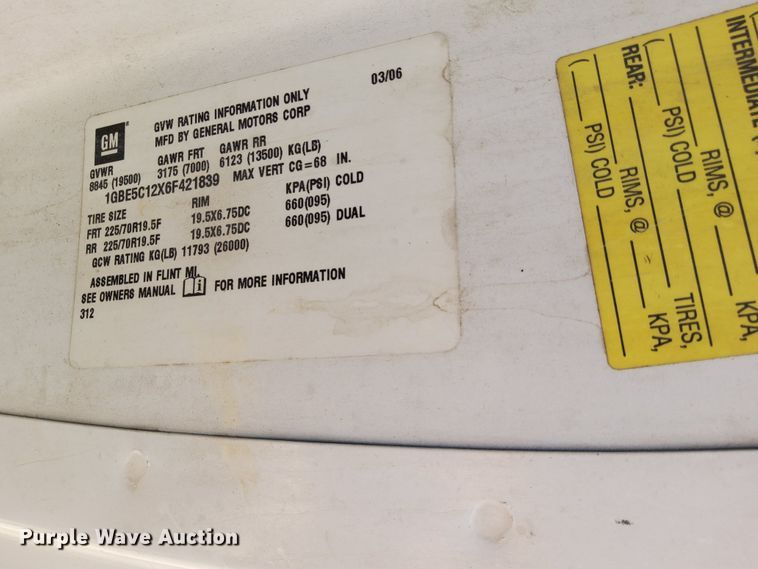 03/06
GVW RATING INFORMATION ONLY
MFD BY GENERAL MOTORS CORP
GM
GVWR GAWR FRT GAWR RR
8845 (19500) 3175 (7000) 6123 (13500) KG(LB)
1GBE5C12X6F421839 MAX VERT CG=68 IN.
TIRE SIZE RIM KPA(PSI) COLD
FRT 225/70R19.5F 19.5X6.75DC 660(095)
RR 225/70R19.5F 19.5X6.75DC 660(095) DUAL
GCW RATING KG(LB) 11793 (26000)
ASSEMBLED IN FLINT MI.
SEE OWNERS MANUAL i FOR MORE INFORMATION
312
INTERMEDIATE (
RIMS, @ KPA,
( PSI) COLD
REAR: TIRES,
RIMS, @ KPA,
( PSI) COLD
Purple Wave Auction